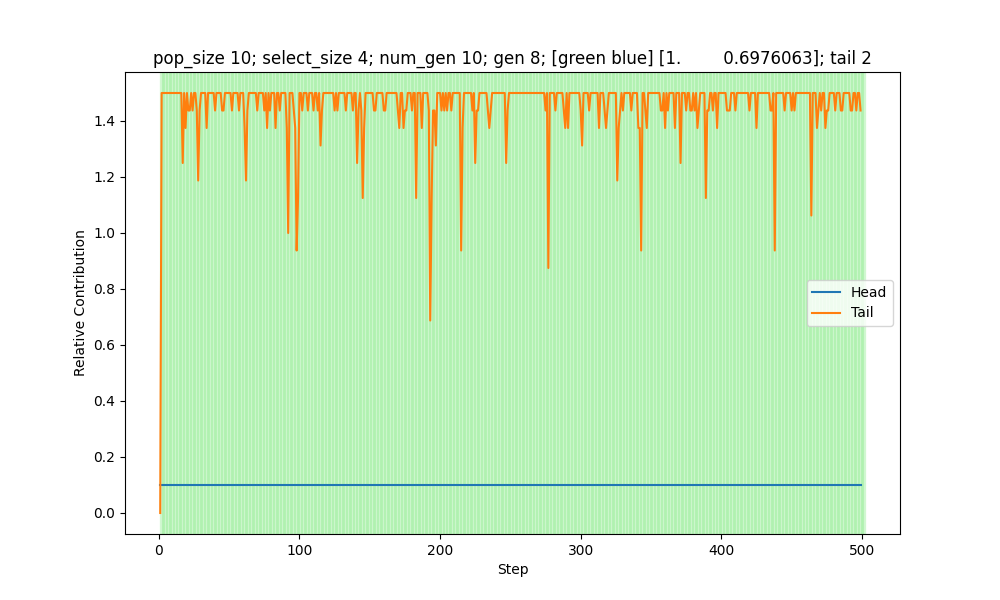 pop_size 10; select_size 4; num_gen 10; gen 8; [green blue] [1.         0.6976063]; tail 2
Relative Contribution
1.4
1.2
1.0
0.8
0.6
0.4
0.2
0.0
Head
Tail
0 100 200 300 400 500
Step